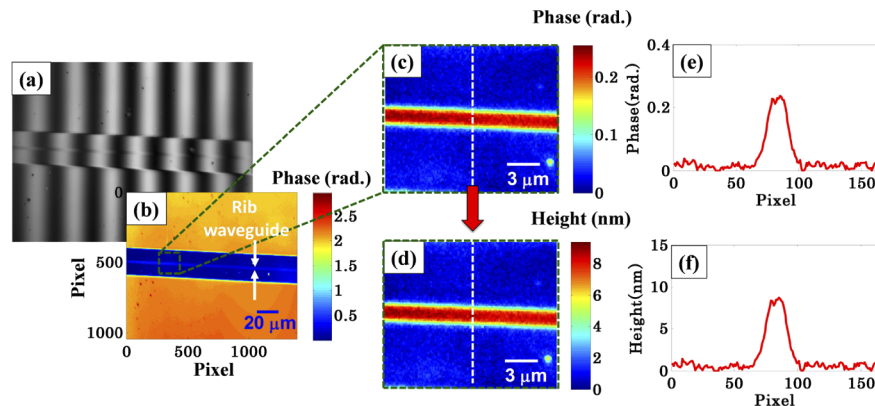 (a)
0
500
1000
Pixel
(b)
Phase (rad.)
Rib
waveguide
20 μm
2.5
2
1.5
1
0.5
0
500
1000
Pixel
Phase (rad.)
(c)
3 μm
0.2
0.1
0
Height (nm)
(d)
3 μm
8
6
4
2
0
(e)
Phase(rad.)
0.4
0.2
0
0
50
100
150
Pixel
(f)
Height(nm)
15
10
5
0
0
50
100
150
Pixel